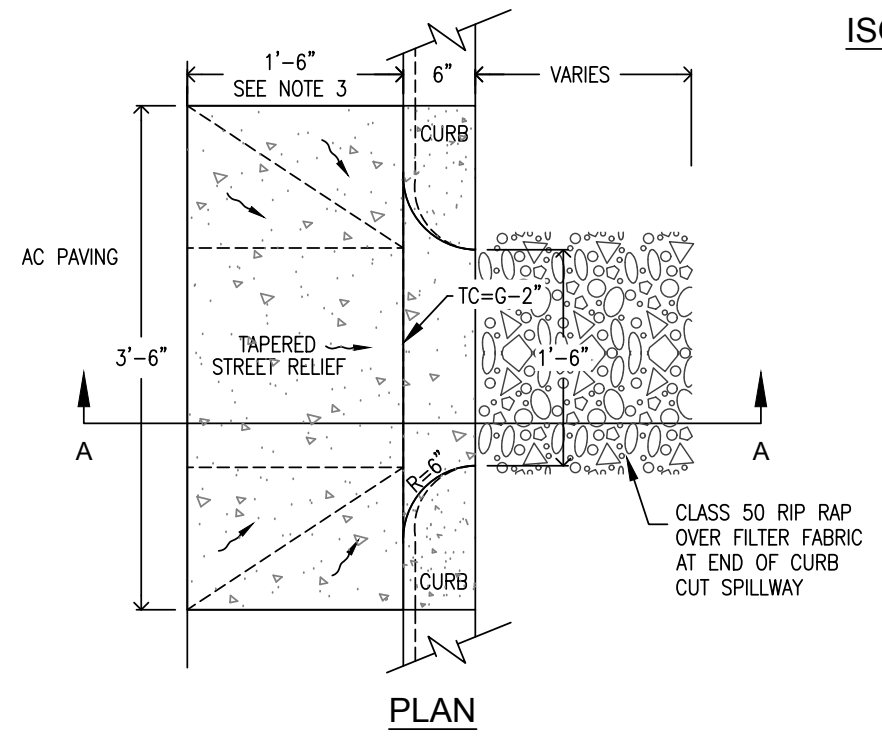 ISO
1'-6"
SEE NOTE 3
6"
VARIES
CURB
AC PAVING
TC=G-2"
3'-6"
TAPERED
STREET RELIEF
1'-6"
A
A
R=6"
CLASS 50 RIP RAP
OVER FILTER FABRIC
AT END OF CURB
CUT SPILLWAY
CURB
PLAN